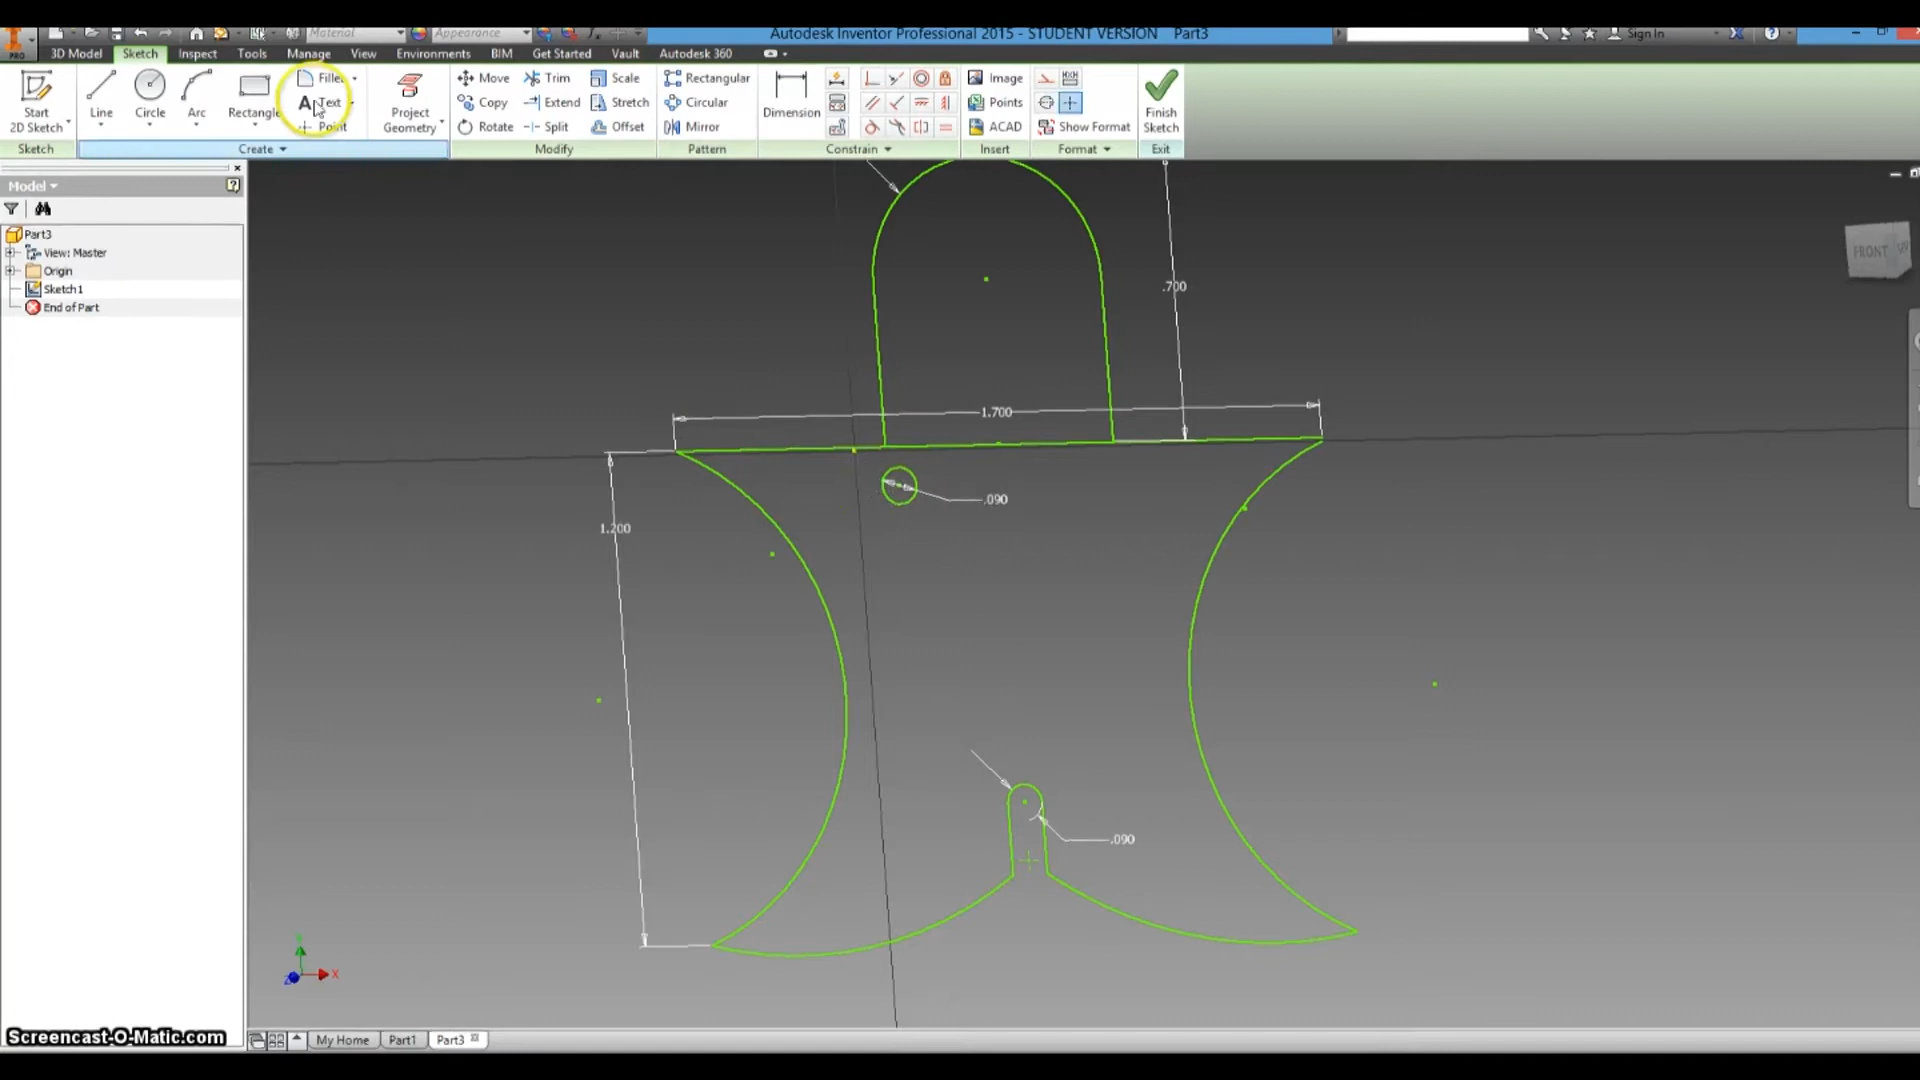 Material
Appearance
Autodesk Inventor Professional 2015 - STUDENT VERSION Part3
Sign In
PRO
3D Model Sketch Inspect Tools Manage View Environments BIM Get Started Vault Autodesk 360
Start
2D Sketch
Line
Circle
Arc
Rectangle
Fillet
Text
Point
Project
Geometry
Move
Copy
Rotate
Trim
Extend
Split
Scale
Stretch
Offset
Rectangular
Circular
Mirror
Dimension
Image
Points
ACAD
Show Format
Finish
Sketch
Sketch
Create
Modify
Pattern
Constrain
Insert
Format
Exit
Model
Part3
View: Master
Origin
Sketch1
End of Part
FRONT
.700
1.700
.090
1.200
.090
X
Screencast-O-Matic.com
My Home
Part1
Part3